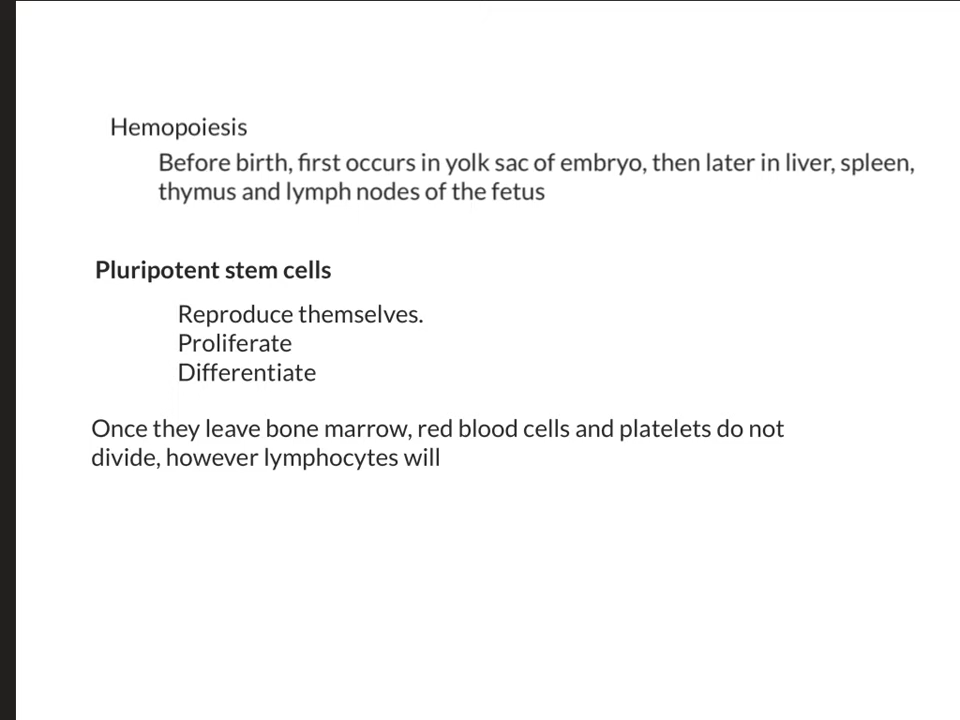 Hemopoiesis
Before birth, first occurs in yolk sac of embryo, then later in liver, spleen,
thymus and lymph nodes of the fetus
Pluripotent stem cells
Reproduce themselves.
Proliferate
Differentiate
Once they leave bone marrow, red blood cells and platelets do not
divide, however lymphocytes will